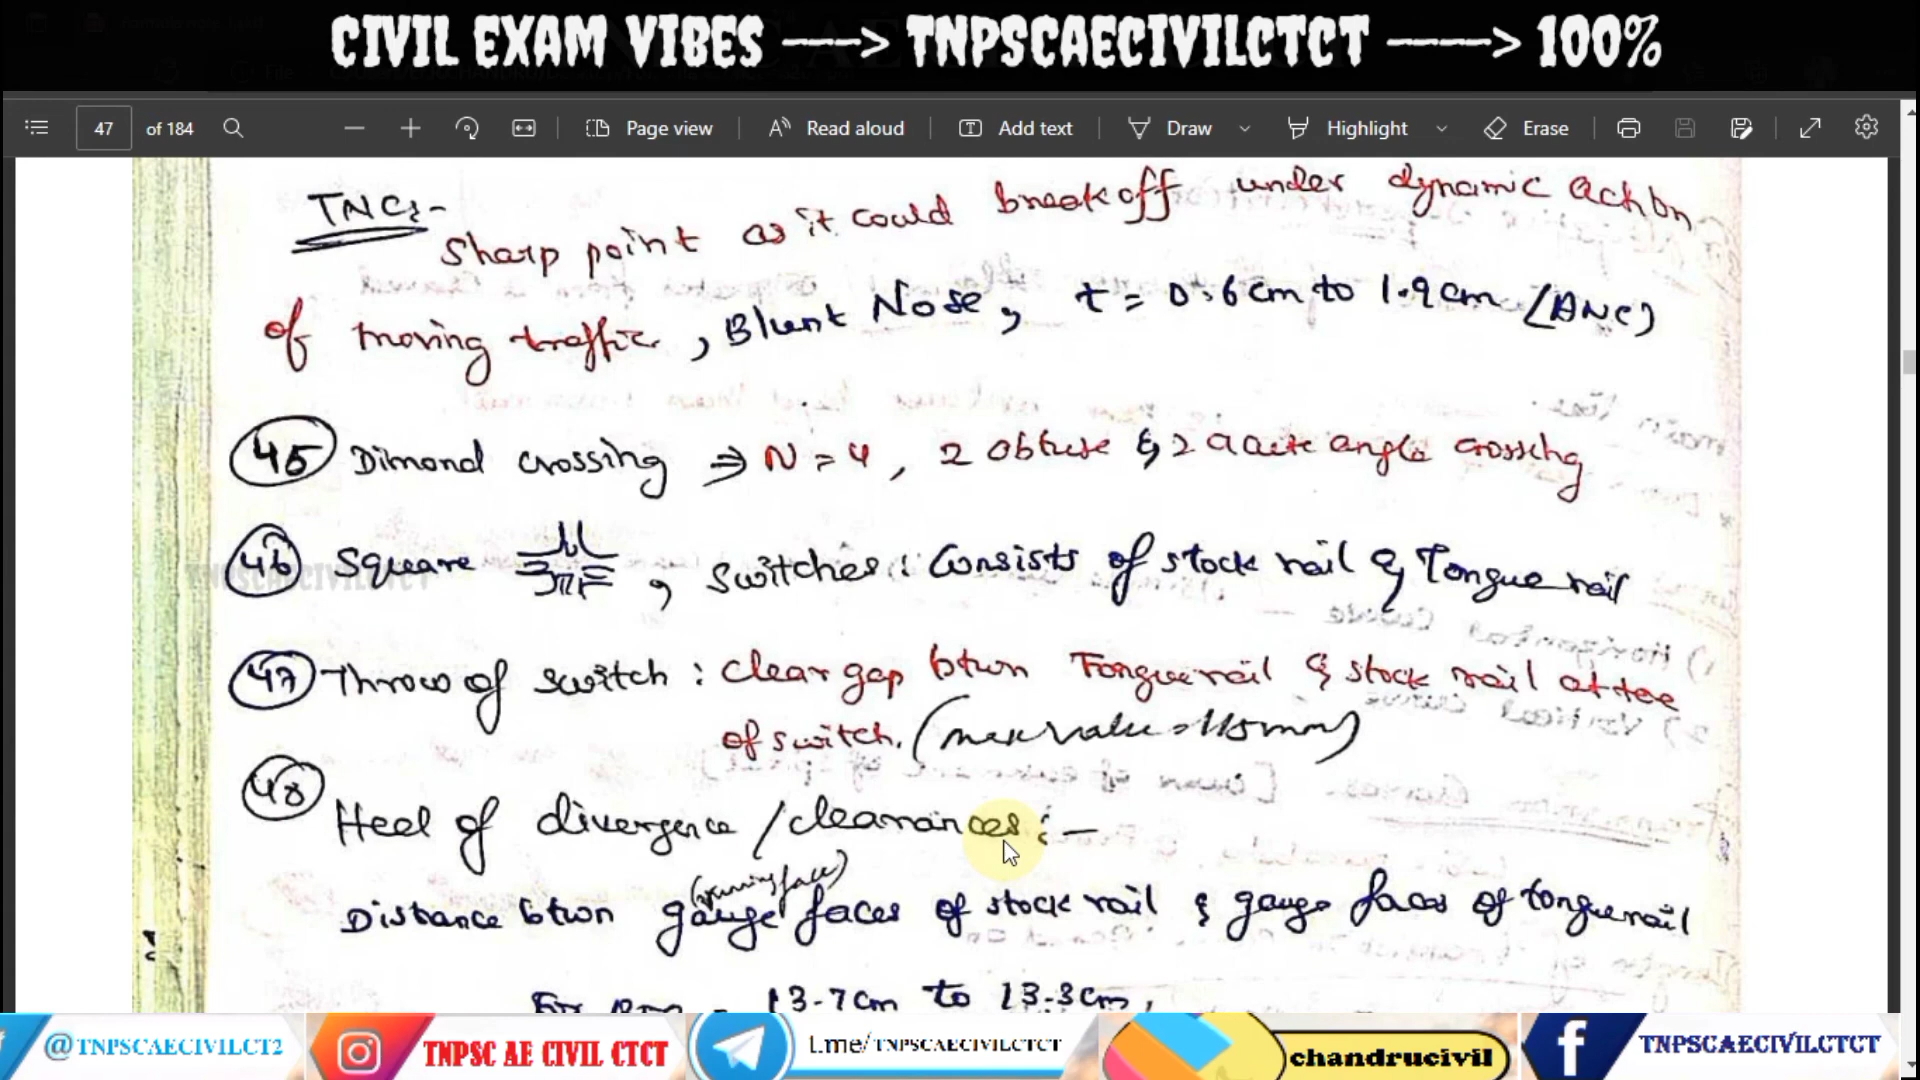 CIVIL EXAM VIBES ---> TNPSCAECIVILCTCT ----> 100%
47 of 184 Page view Read aloud Add text Draw Highlight Erase
TNC:-
Sharp point as it could breakoff under dynamic action
of moving traffic, Blunt Nose, t = 0.6cm to 1.9cm (ANC)
45 Dimond crossing ⇒ N = 4, 2 obtuse & 2 acute angle crossing
46 Square , switches: Consists of stock rail & Tongue rail
TNPSCAECIVILCTCT
47 Throw of switch: clear gap btwn Tongue rail & stock rail at toe
of switch. (max value = 115mm)
48
Heel of divergence / clearances:-
(running face)
Distance btwn gauge faces of stock rail & gauge faces of tongue rail
13.7cm to 13.3cm,
@TNPSCAECIVILCT2 TNPSC AE CIVIL CTCT t.me/TNPSCAECIVILCTCT chandrucivil TNPSCAECIVILCTCT